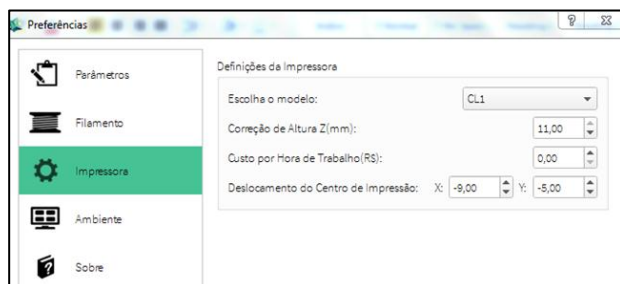 Preferências
Parâmetros
Filamento
Impressora
Ambiente
Sobre
Definições da Impressora
Escolha o modelo: CL1
Correção de Altura Z(mm): 11,00
Custo por Hora de Trabalho(R$): 0,00
Deslocamento do Centro de Impressão: X: -9,00 Y: -5,00